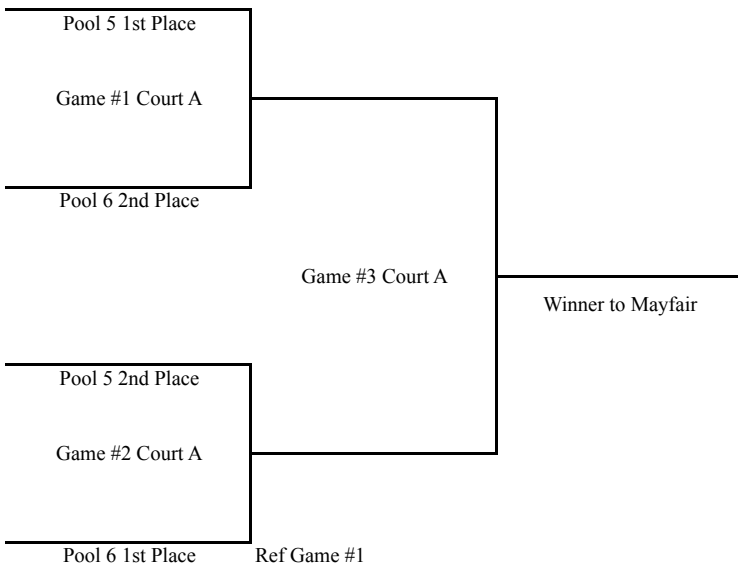 Pool 5 1st Place
Game #1 Court A
Pool 6 2nd Place
Game #3 Court A
Winner to Mayfair
Pool 5 2nd Place
Game #2 Court A
Pool 6 1st Place
Ref Game #1